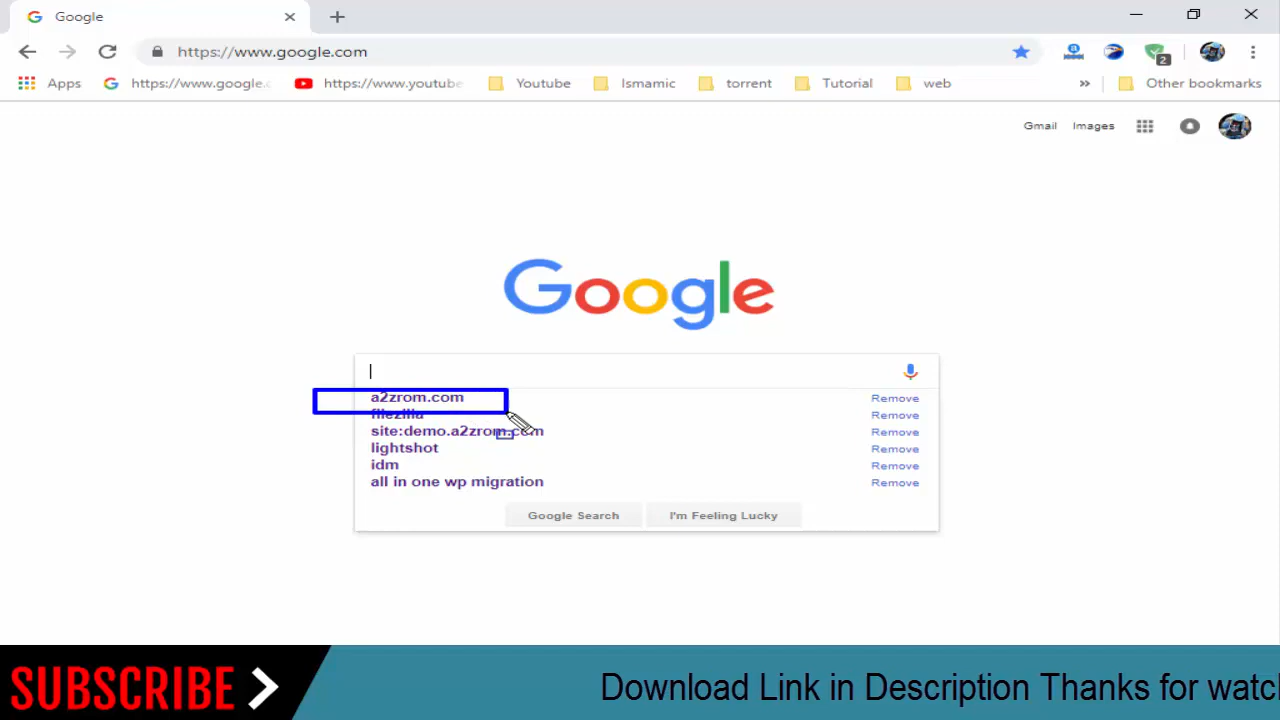 Google
https://www.google.com
Apps
https://www.google.c
https://www.youtube
Youtube
Ismamic
torrent
Tutorial
web
»
Other bookmarks
2
Gmail
Images
Google
a2zrom.com Remove
filezilla Remove
site:demo.a2zrom.com Remove
lightshot Remove
idm Remove
all in one wp migration Remove
Google Search
I'm Feeling Lucky
SUBSCRIBE
Download Link in Description Thanks for watc